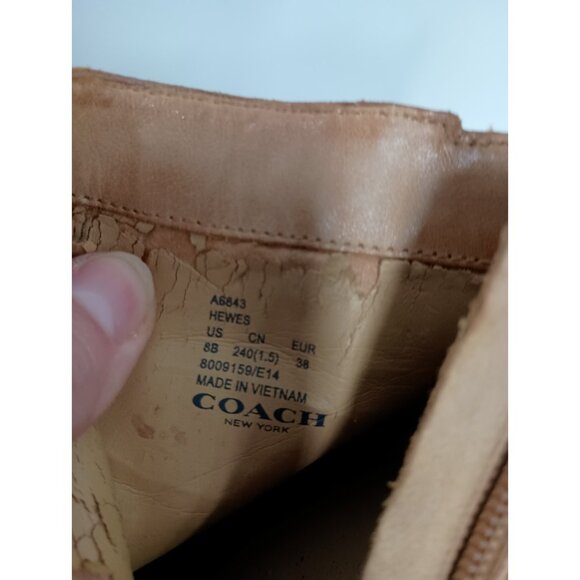 A6843
HEWES
US CN EUR
8B 240(1.5) 38
8009159/E14
MADE IN VIETNAM
COACH
NEW YORK